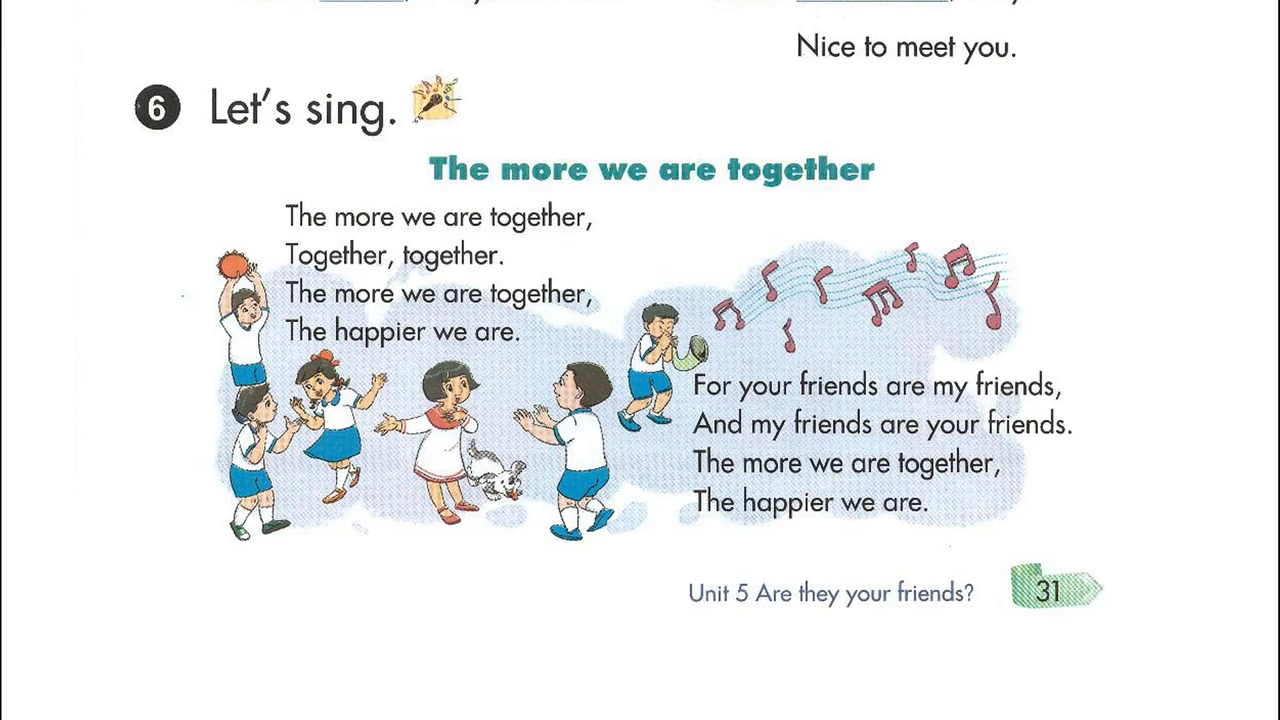 Nice to meet you.
6 Let's sing.
The more we are together
The more we are together,
Together, together.
The more we are together,
The happier we are.
For your friends are my friends,
And my friends are your friends.
The more we are together,
The happier we are.
Unit 5 Are they your friends? 31